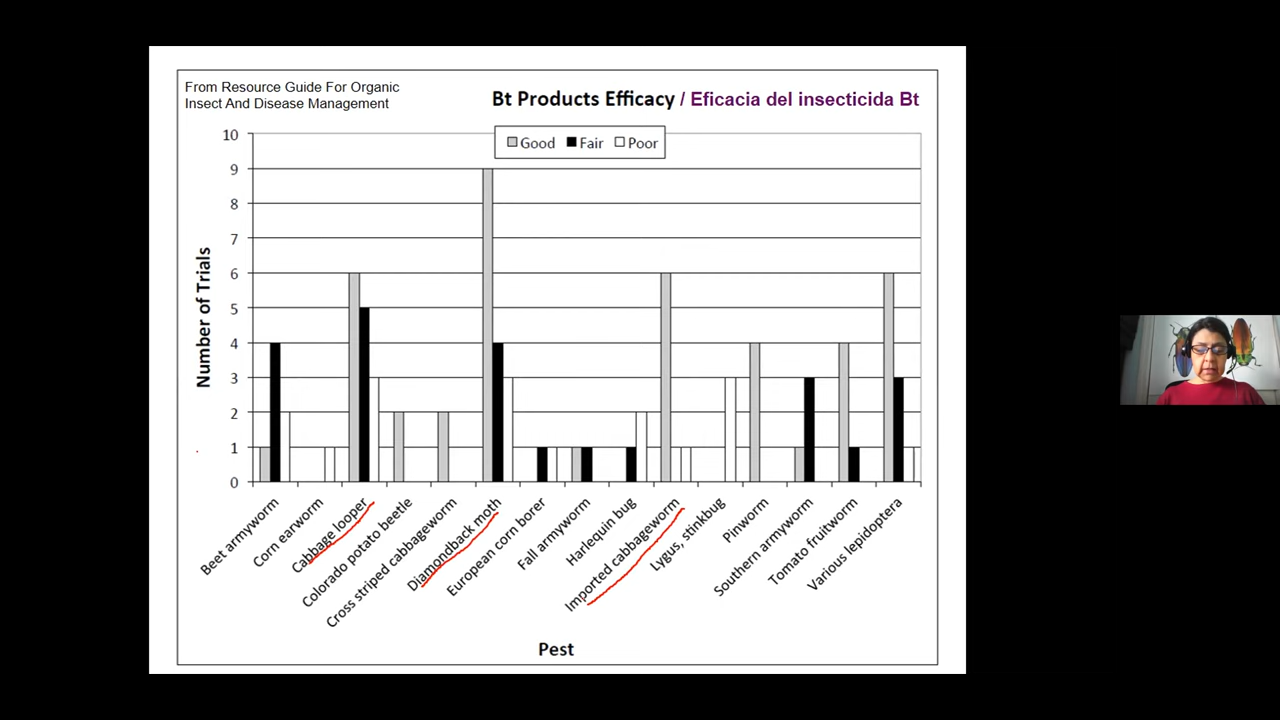 From Resource Guide For Organic
Insect And Disease Management
Bt Products Efficacy / Eficacia del insecticida Bt
Good Fair Poor
10
9
8
7
6
5
4
3
2
1
0
Number of Trials
Beet armyworm
Corn earworm
Cabbage looper
Colorado potato beetle
Cross striped cabbageworm
Diamondback moth
European corn borer
Fall armyworm
Harlequin bug
Imported cabbageworm
Lygus, stinkbug
Pinworm
Southern armyworm
Tomato fruitworm
Various lepidoptera
Pest